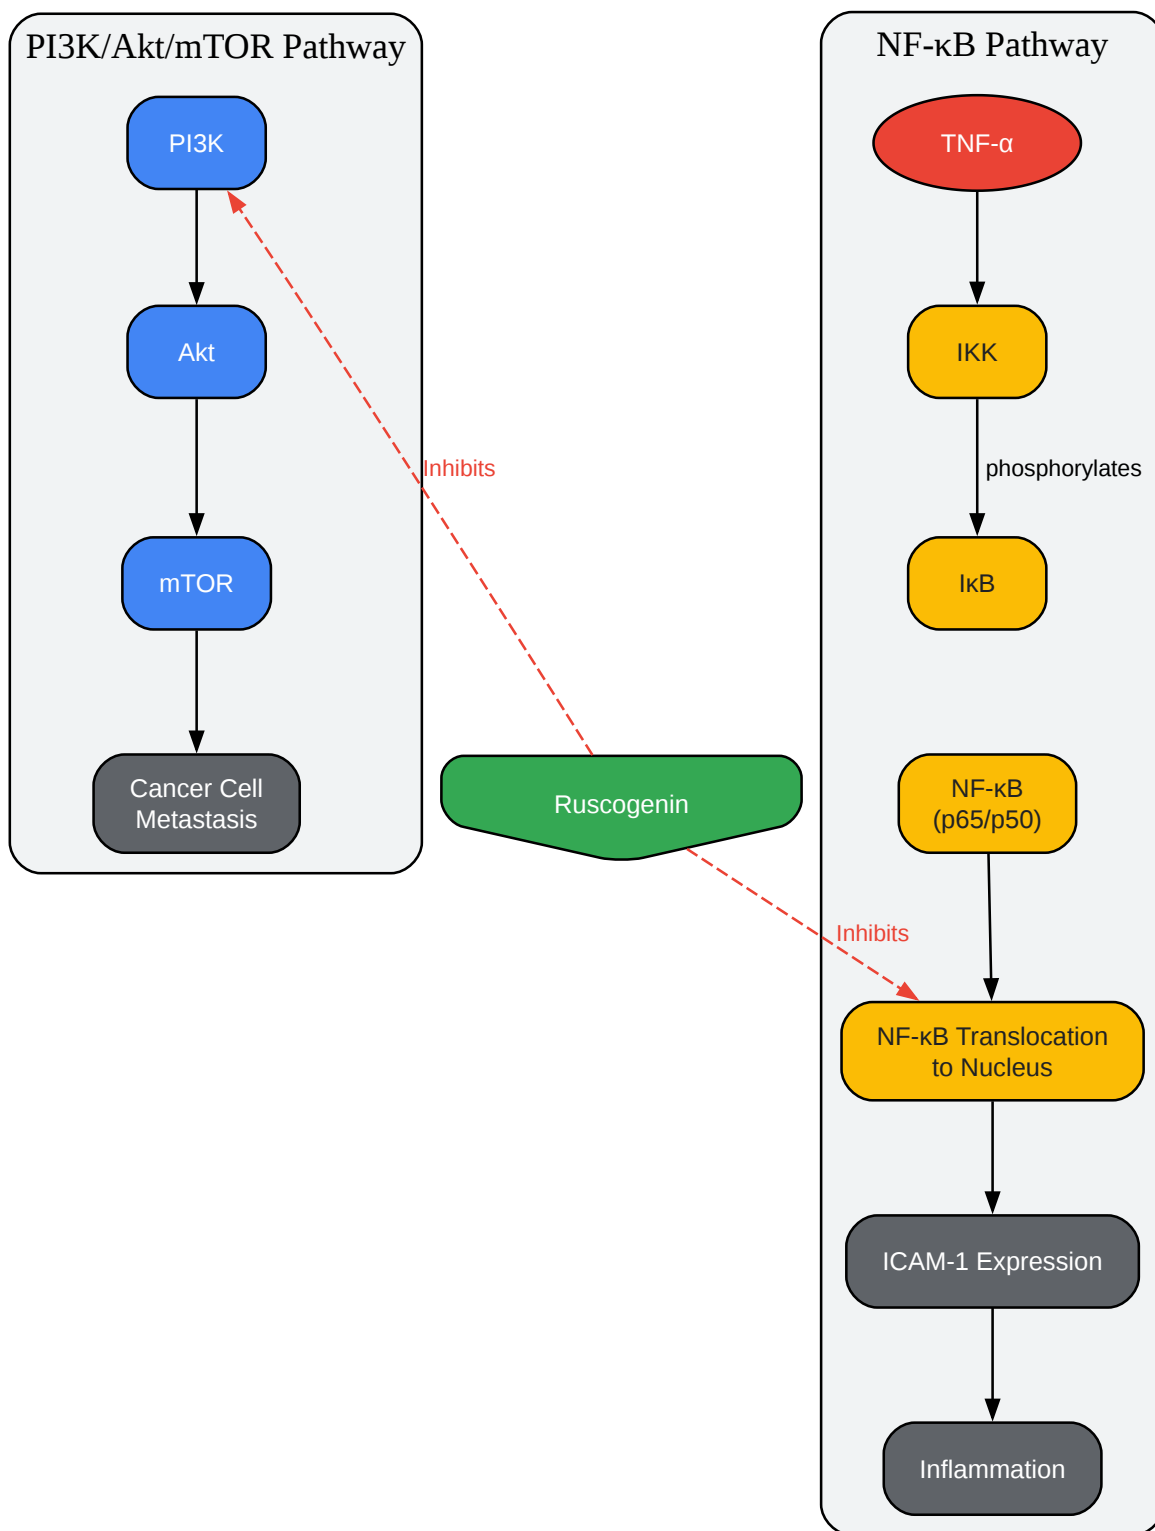 PI3K/Akt/mTOR Pathway
PI3K
Akt
mTOR
Cancer Cell
Metastasis
Inhibits
Ruscogenin
Inhibits
NF-κB Pathway
TNF-α
IKK
phosphorylates
IκB
NF-κB
(p65/p50)
NF-κB Translocation
to Nucleus
ICAM-1 Expression
Inflammation